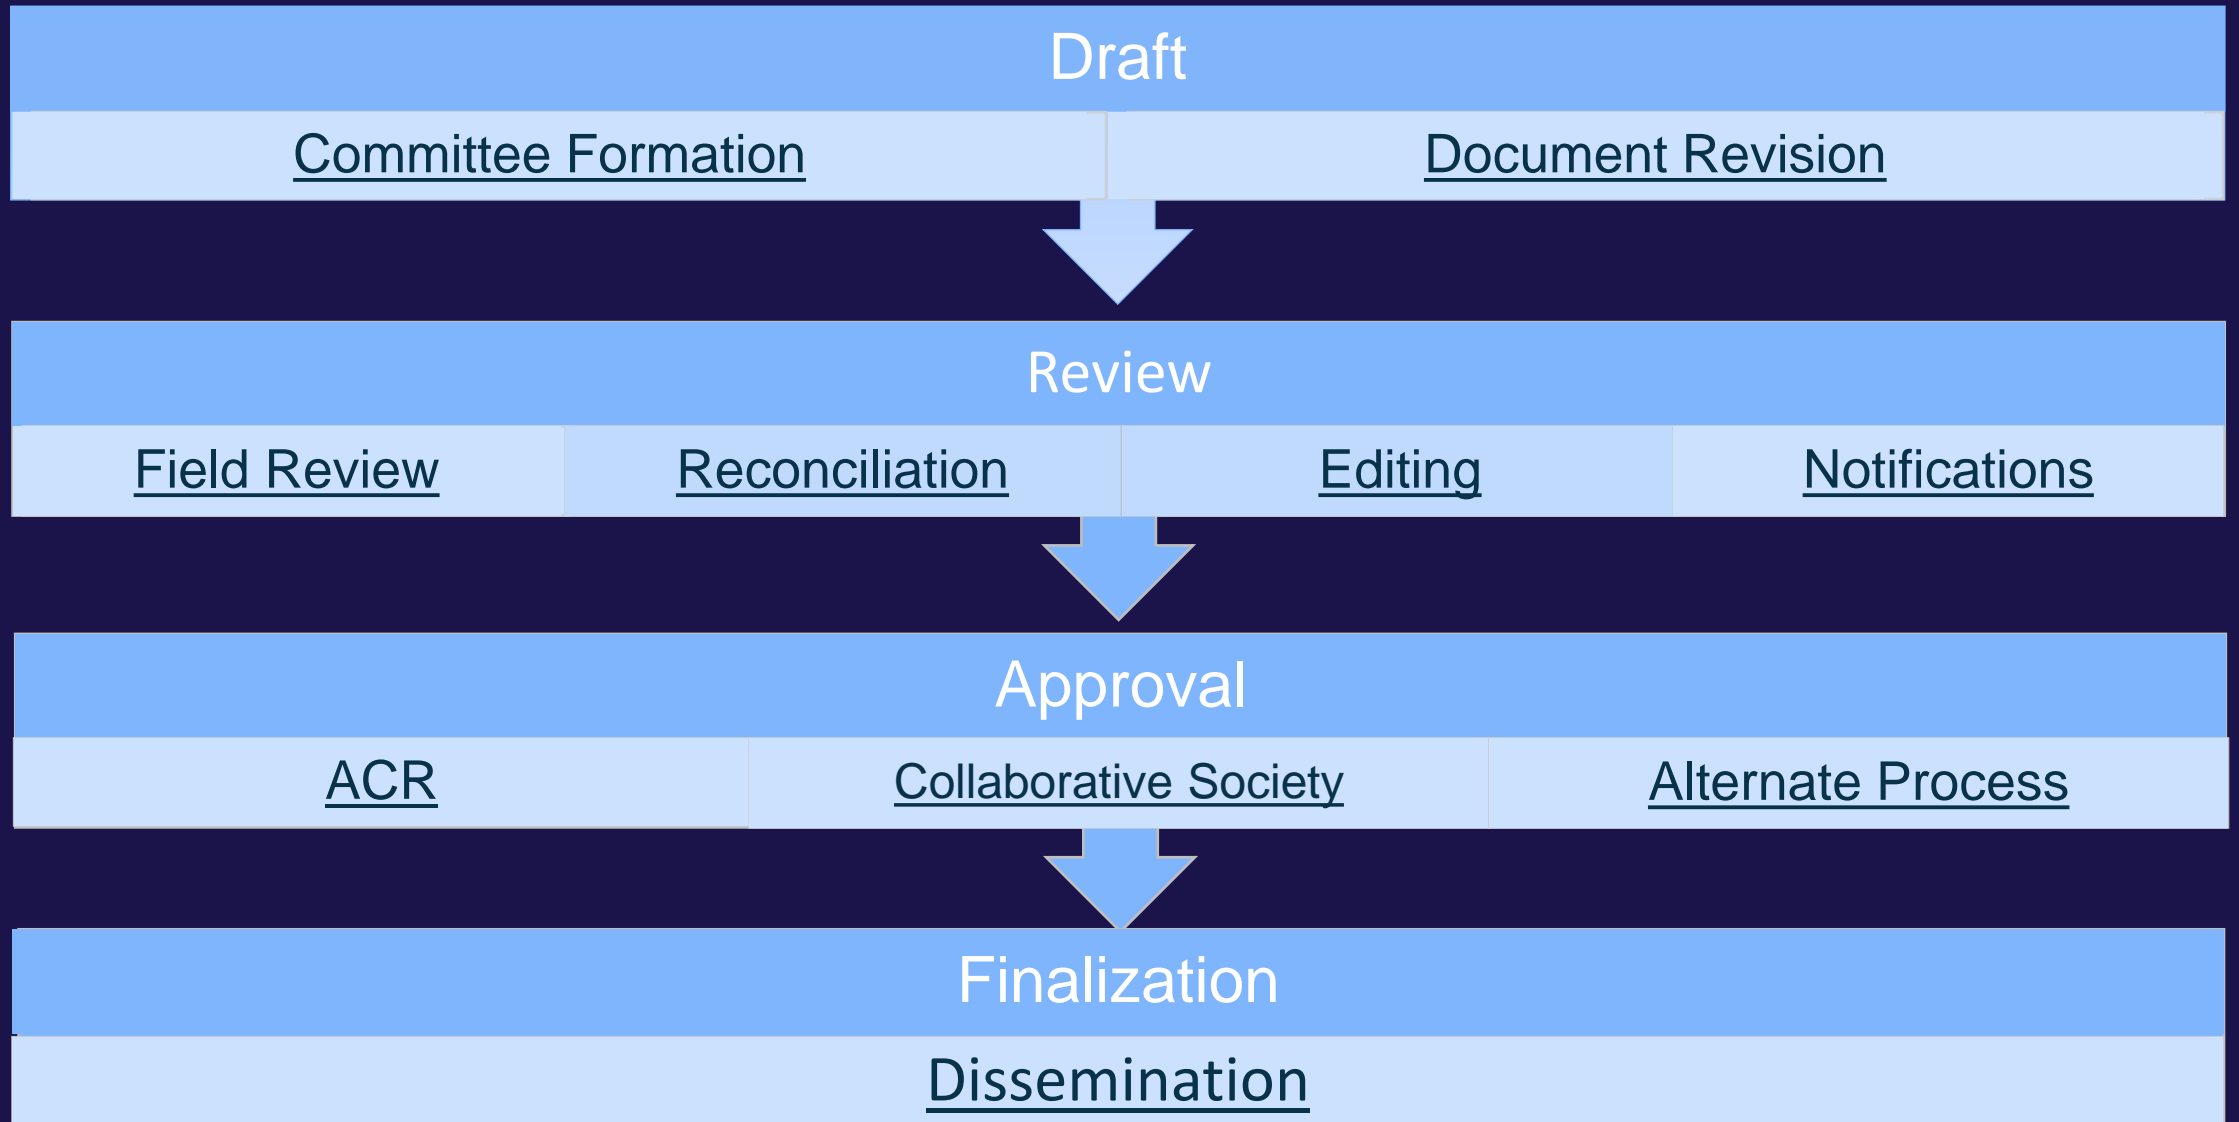 Draft
Committee Formation Document Revision
Review
Field Review Reconciliation Editing Notifications
Approval
ACR Collaborative Society Alternate Process
Finalization
Dissemination